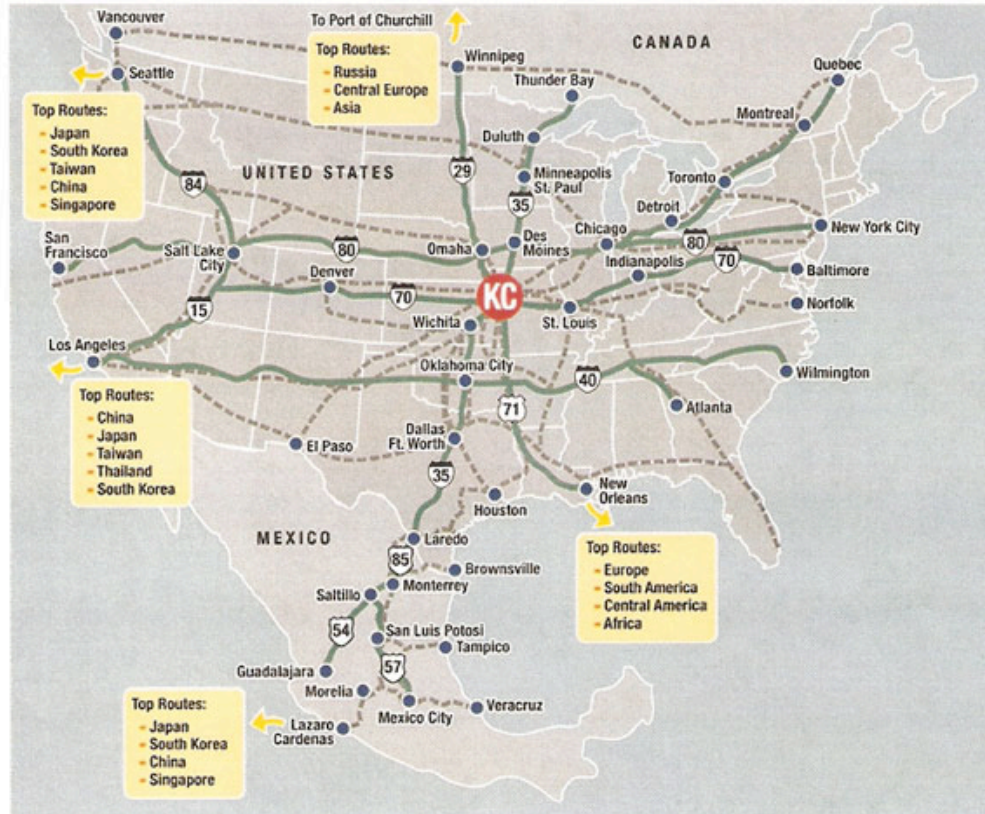 Vancouver
To Port of Churchill
CANADA
Top Routes:
- Russia
- Central Europe
- Asia
Winnipeg
Thunder Bay
Quebec
Seattle
Montreal
Top Routes:
- Japan
- South Korea
- Taiwan
- China
- Singapore
Duluth
UNITED STATES
29
Minneapolis
St. Paul
Toronto
84
35
Detroit
San
Francisco
Salt Lake
City
80
Omaha
Des
Moines
Chicago
80
New York City
Indianapolis
70
Baltimore
Denver
70
KC
15
Wichita
St. Louis
Norfolk
Los Angeles
Oklahoma City
40
Wilmington
Top Routes:
- China
- Japan
- Taiwan
- Thailand
- South Korea
71
Atlanta
El Paso
Dallas
Ft. Worth
35
Houston
New
Orleans
MEXICO
Laredo
Top Routes:
- Europe
- South America
- Central America
- Africa
85
Brownsville
Monterrey
Saltillo
54
San Luis Potosi
Tampico
57
Guadalajara
Morelia
Mexico City
Veracruz
Lazaro
Cardenas
Top Routes:
- Japan
- South Korea
- China
- Singapore